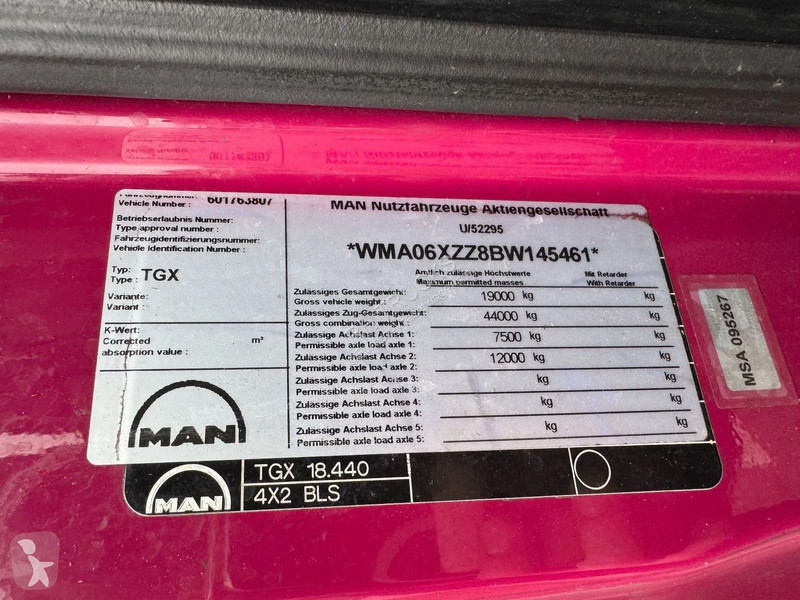 Fahrzeugnummer:
Vehicle Number : 601763807
Betriebserlaubnis Nummer:
Type approval number :
Fahrzeugidentifizierungsnummer:
Vehicle Identification Number :
Typ:
Type : TGX
Variante:
Variant :
K-Wert:
Corrected m³
absorption value :
MAN
MAN Nutzfahrzeuge Aktiengesellschaft
U/52295
*WMA06XZZ8BW145461*
Amtlich zulässige Höchstwerte Mit Retarder
Maximum permitted masses With Retarder
Zulässiges Gesamtgewicht:
Gross vehicle weight : 19000 kg kg
Zulässiges Zug-Gesamtgewicht:
Gross combination weight : 44000 kg kg
Zulässige Achslast Achse 1:
Permissible axle load axle 1: 7500 kg kg
Zulässige Achslast Achse 2:
Permissible axle load axle 2: 12000 kg kg
Zulässige Achslast Achse 3:
Permissible axle load axle 3: kg kg
Zulässige Achslast Achse 4:
Permissible axle load axle 4: kg kg
Zulässige Achslast Achse 5:
Permissible axle load axle 5: kg kg
MSA 095267
MAN
TGX 18.440
4X2 BLS